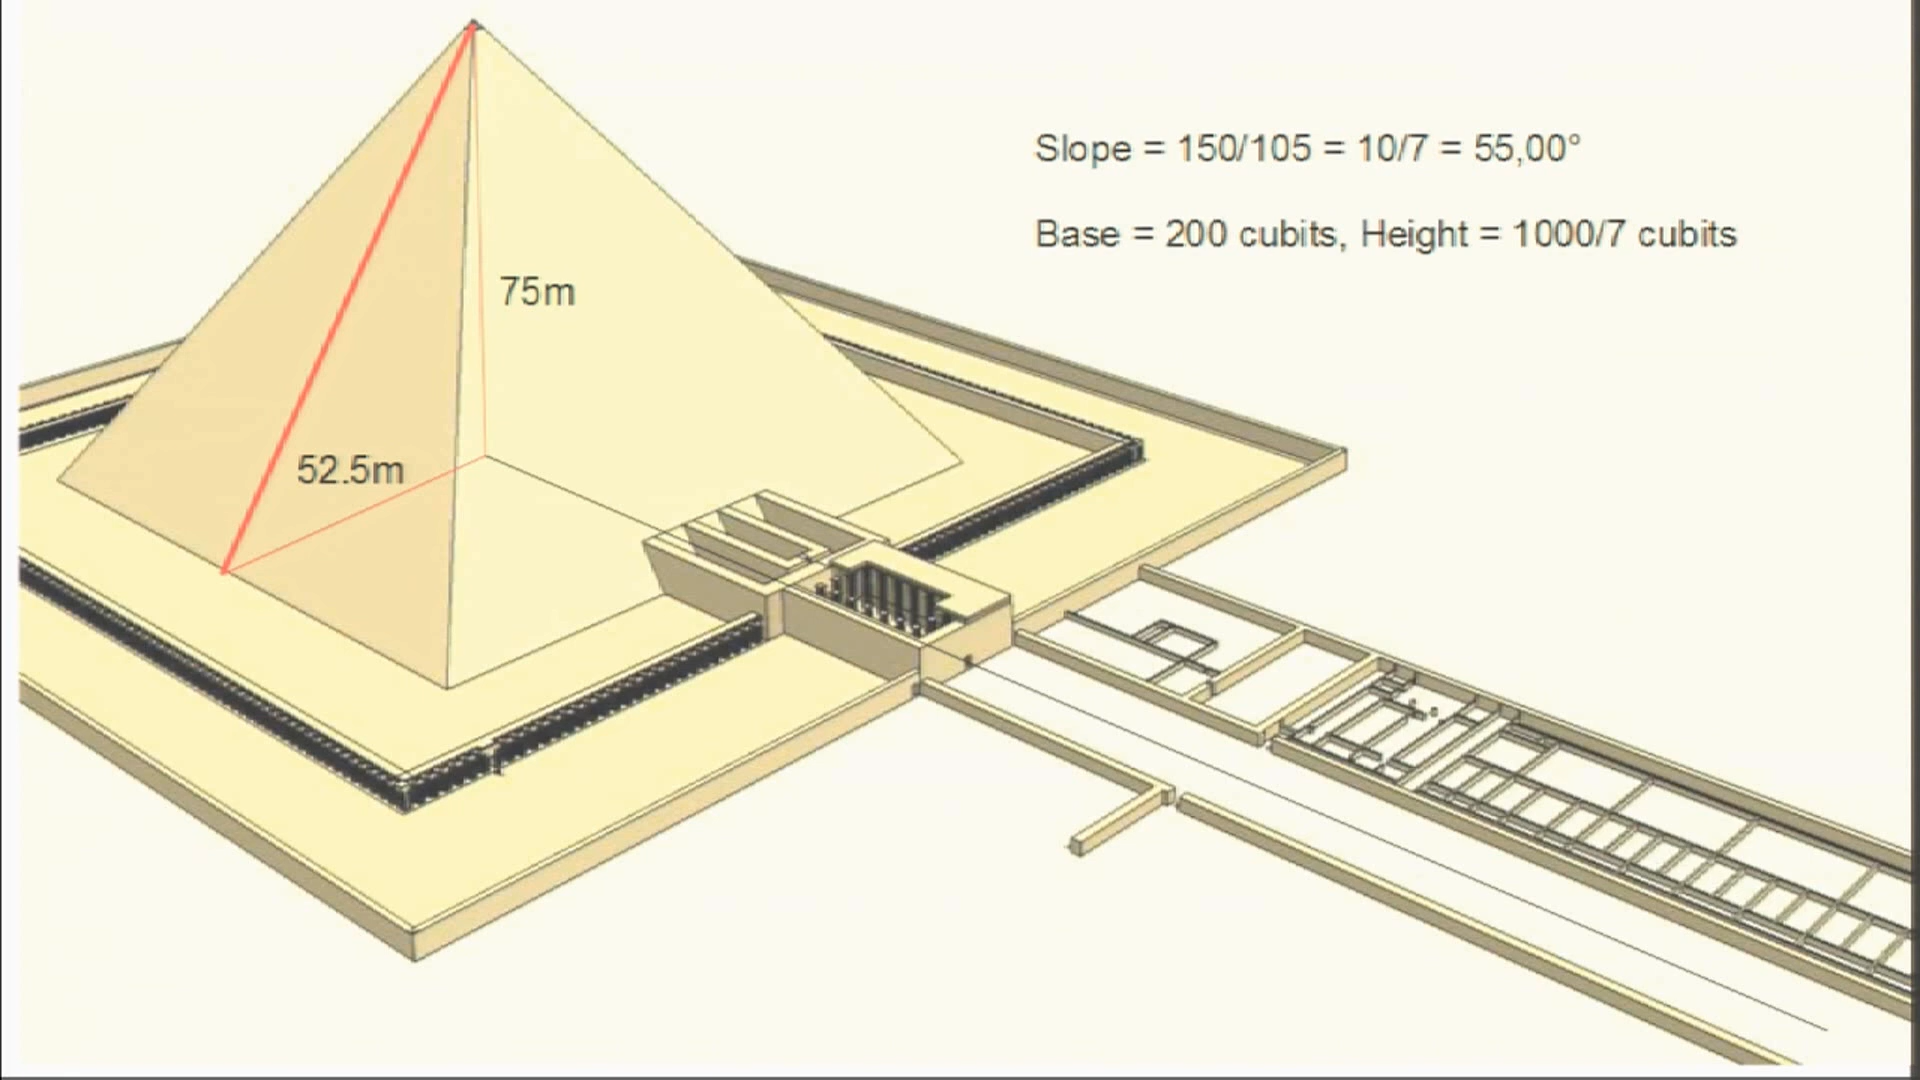 Slope = 150/105 = 10/7 = 55,00°
Base = 200 cubits, Height = 1000/7 cubits
75m
52.5m